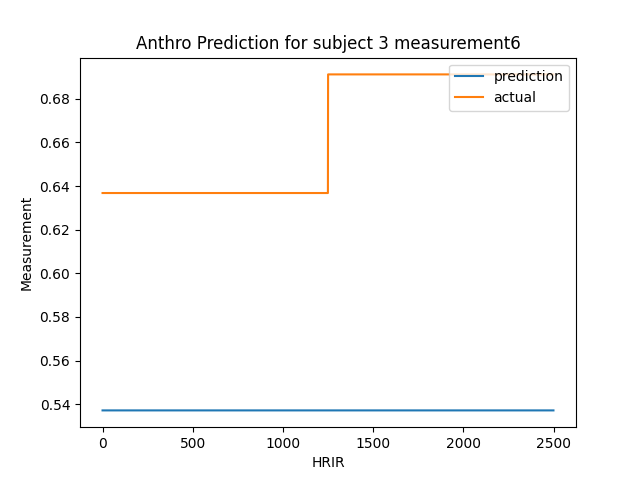 Anthro Prediction for subject 3 measurement6
prediction
actual
Measurement
0.68
0.66
0.64
0.62
0.60
0.58
0.56
0.54
0
500
1000
1500
2000
2500
HRIR